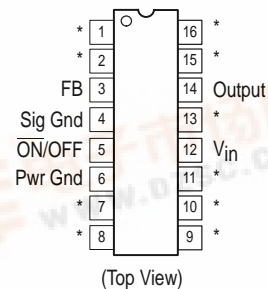 * 1 16 *
* 2 15 *
FB 3 14 Output
Sig Gnd 4 13 *
ON/OFF 5 12 Vin
Pwr Gnd 6 11 *
* 7 10 *
* 8 9 *
(Top View)